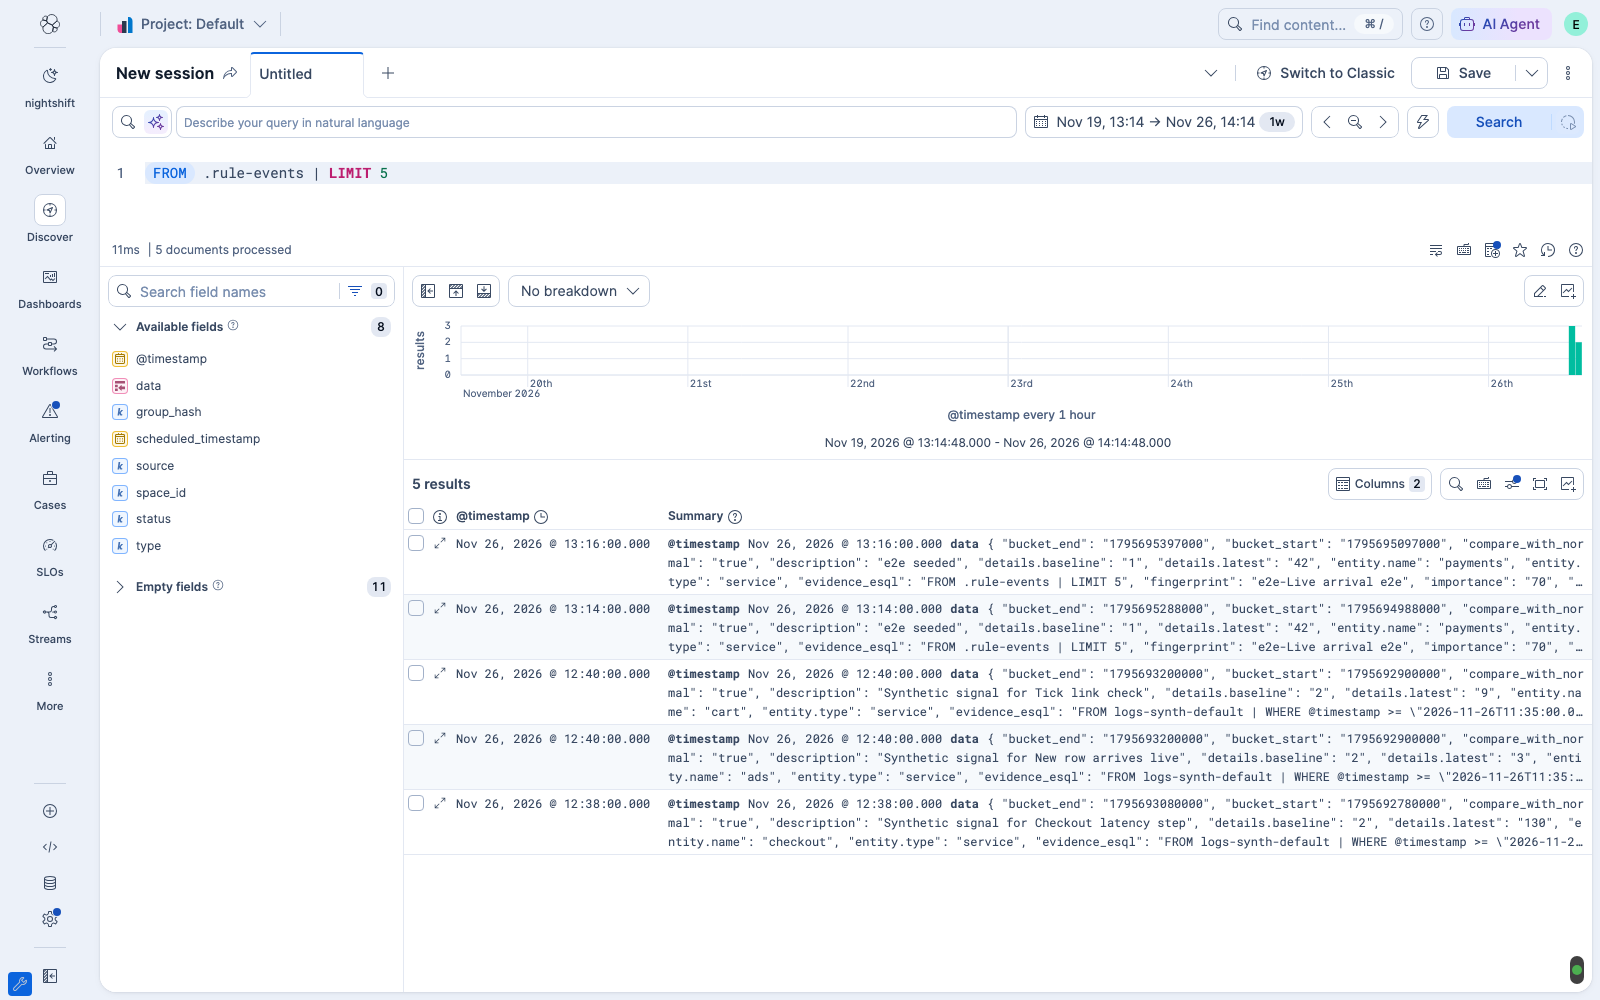 Project: Default
Find content...
⌘ /
AI Agent
E
nightshift
Overview
Discover
Dashboards
Workflows
Alerting
Cases
SLOs
Streams
More
New session
Untitled
Switch to Classic
Save
Describe your query in natural language
Nov 19, 13:14 → Nov 26, 14:14 1w
Search
1 FROM .rule-events | LIMIT 5
11ms | 5 documents processed
Search field names
0
Available fields
8
@timestamp
data
group_hash
scheduled_timestamp
source
space_id
status
type
Empty fields
11
No breakdown
results
3
2
1
0
20th
21st
22nd
23rd
24th
25th
26th
November 2026
@timestamp every 1 hour
Nov 19, 2026 @ 13:14:48.000 - Nov 26, 2026 @ 14:14:48.000
5 results
Columns 2
@timestamp
Summary
Nov 26, 2026 @ 13:16:00.000 @timestamp Nov 26, 2026 @ 13:16:00.000 data { "bucket_end": "1795695397000", "bucket_start": "1795695097000", "compare_with_nor
mal": "true", "description": "e2e seeded", "details.baseline": "1", "details.latest": "42", "entity.name": "payments", "entity.
type": "service", "evidence_esql": "FROM .rule-events | LIMIT 5", "fingerprint": "e2e-Live arrival e2e", "importance": "70", "…
Nov 26, 2026 @ 13:14:00.000 @timestamp Nov 26, 2026 @ 13:14:00.000 data { "bucket_end": "1795695288000", "bucket_start": "1795694988000", "compare_with_nor
mal": "true", "description": "e2e seeded", "details.baseline": "1", "details.latest": "42", "entity.name": "payments", "entity.
type": "service", "evidence_esql": "FROM .rule-events | LIMIT 5", "fingerprint": "e2e-Live arrival e2e", "importance": "70", "…
Nov 26, 2026 @ 12:40:00.000 @timestamp Nov 26, 2026 @ 12:40:00.000 data { "bucket_end": "1795693200000", "bucket_start": "1795692900000", "compare_with_nor
mal": "true", "description": "Synthetic signal for Tick link check", "details.baseline": "2", "details.latest": "9", "entity.na
me": "cart", "entity.type": "service", "evidence_esql": "FROM logs-synth-default | WHERE @timestamp >= \"2026-11-26T11:35:00.0…
Nov 26, 2026 @ 12:40:00.000 @timestamp Nov 26, 2026 @ 12:40:00.000 data { "bucket_end": "1795693200000", "bucket_start": "1795692900000", "compare_with_nor
mal": "true", "description": "Synthetic signal for New row arrives live", "details.baseline": "2", "details.latest": "3", "enti
ty.name": "ads", "entity.type": "service", "evidence_esql": "FROM logs-synth-default | WHERE @timestamp >= \"2026-11-26T11:35:…
Nov 26, 2026 @ 12:38:00.000 @timestamp Nov 26, 2026 @ 12:38:00.000 data { "bucket_end": "1795693080000", "bucket_start": "1795692780000", "compare_with_nor
mal": "true", "description": "Synthetic signal for Checkout latency step", "details.baseline": "2", "details.latest": "130", "e
ntity.name": "checkout", "entity.type": "service", "evidence_esql": "FROM logs-synth-default | WHERE @timestamp >= \"2026-11-2…